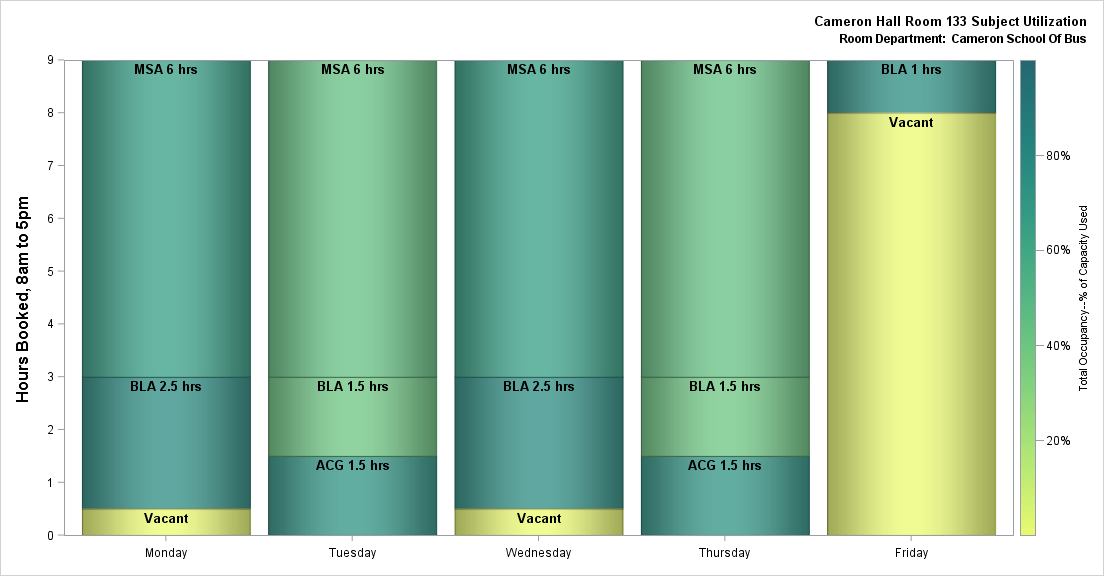 Cameron Hall Room 133 Subject Utilization
Room Department: Cameron School Of Bus
Hours Booked, 8am to 5pm
9
8
7
6
5
4
3
2
1
0
MSA 6 hrs
BLA 2.5 hrs
Vacant
MSA 6 hrs
BLA 1.5 hrs
ACG 1.5 hrs
MSA 6 hrs
BLA 2.5 hrs
Vacant
MSA 6 hrs
BLA 1.5 hrs
ACG 1.5 hrs
BLA 1 hrs
Vacant
Monday
Tuesday
Wednesday
Thursday
Friday
80%
60%
40%
20%
Total Occupancy--% of Capacity Used